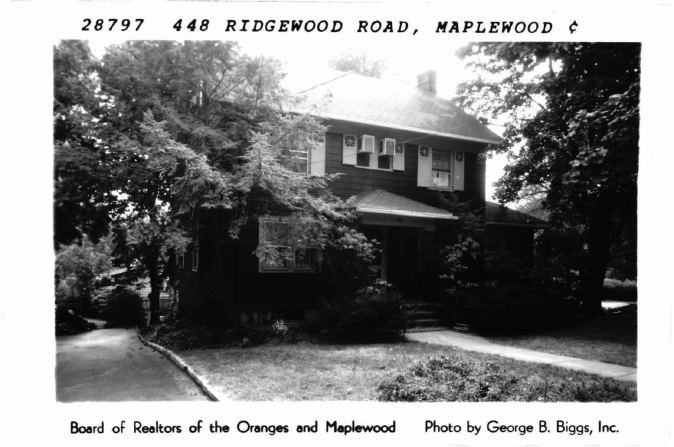 28797 448 RIDGEWOOD ROAD, MAPLEWOOD ¢
Board of Realtors of the Oranges and Maplewood Photo by George B. Biggs, Inc.